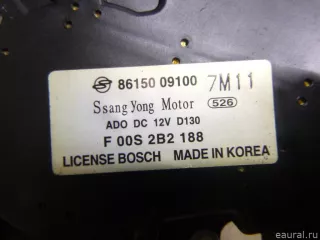 86150 09100 7M11
Ssang Yong Motor 526
ADO DC 12V D130
F 00S 2B2 188
LICENSE BOSCH MADE IN KOREA
eaural.ru